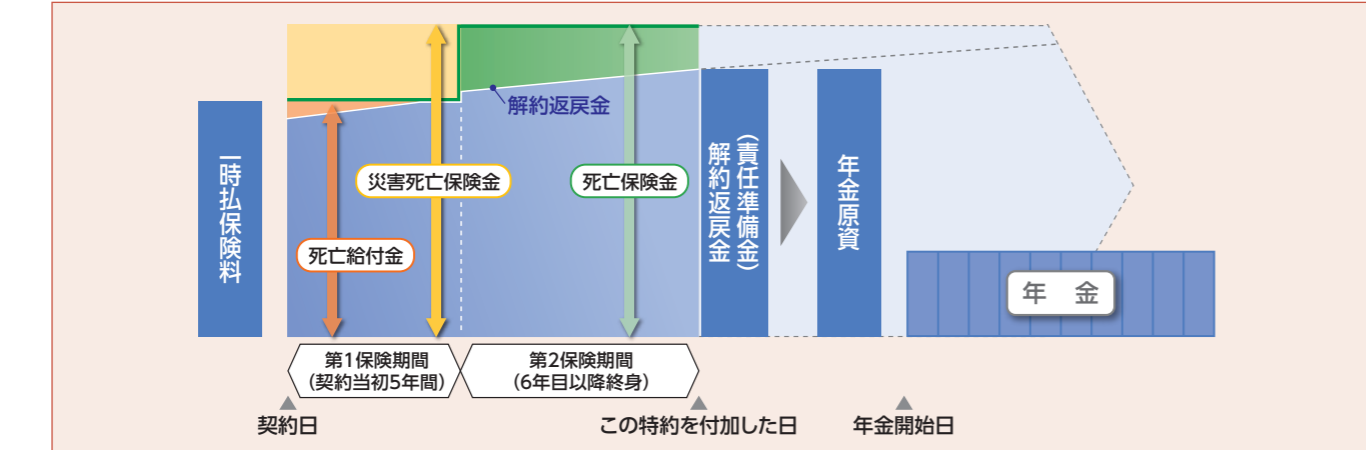 一時払保険料
解約返戻金
災害死亡保険金
死亡保険金
死亡給付金
解約返戻金
（責任準備金）
年金原資
年　金
第1保険期間
（契約当初5年間）
第2保険期間
（6年目以降終身）
契約日
この特約を付加した日
年金開始日